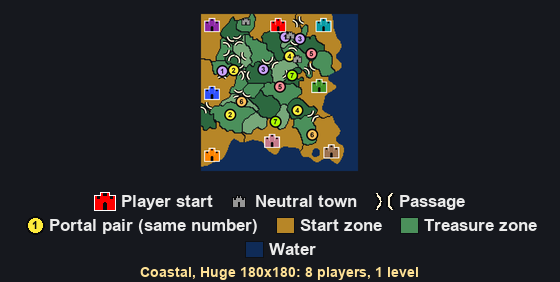 Player start
Neutral town
Passage
1 Portal pair (same number)
Start zone
Treasure zone
Water
Coastal, Huge 180x180: 8 players, 1 level